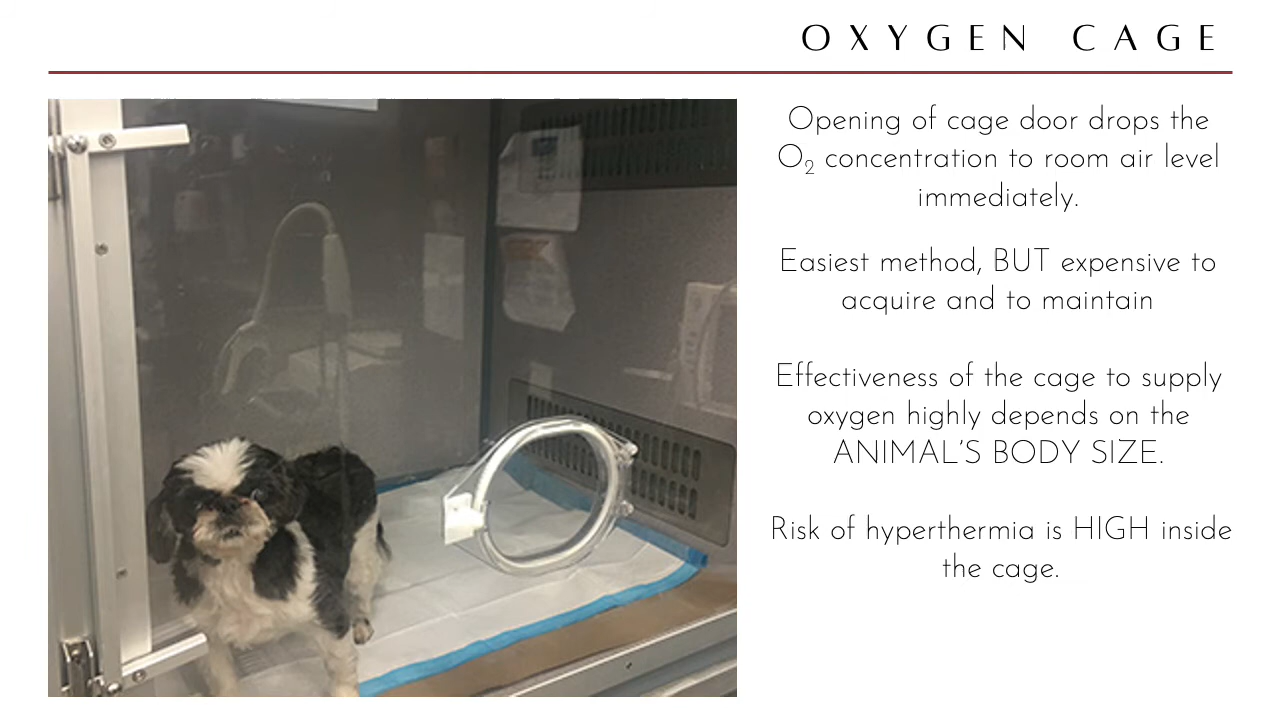 OXYGEN CAGE
Opening of cage door drops the
O₂ concentration to room air level
immediately.
Easiest method, BUT expensive to
acquire and to maintain
Effectiveness of the cage to supply
oxygen highly depends on the
ANIMAL'S BODY SIZE.
Risk of hyperthermia is HIGH inside
the cage.